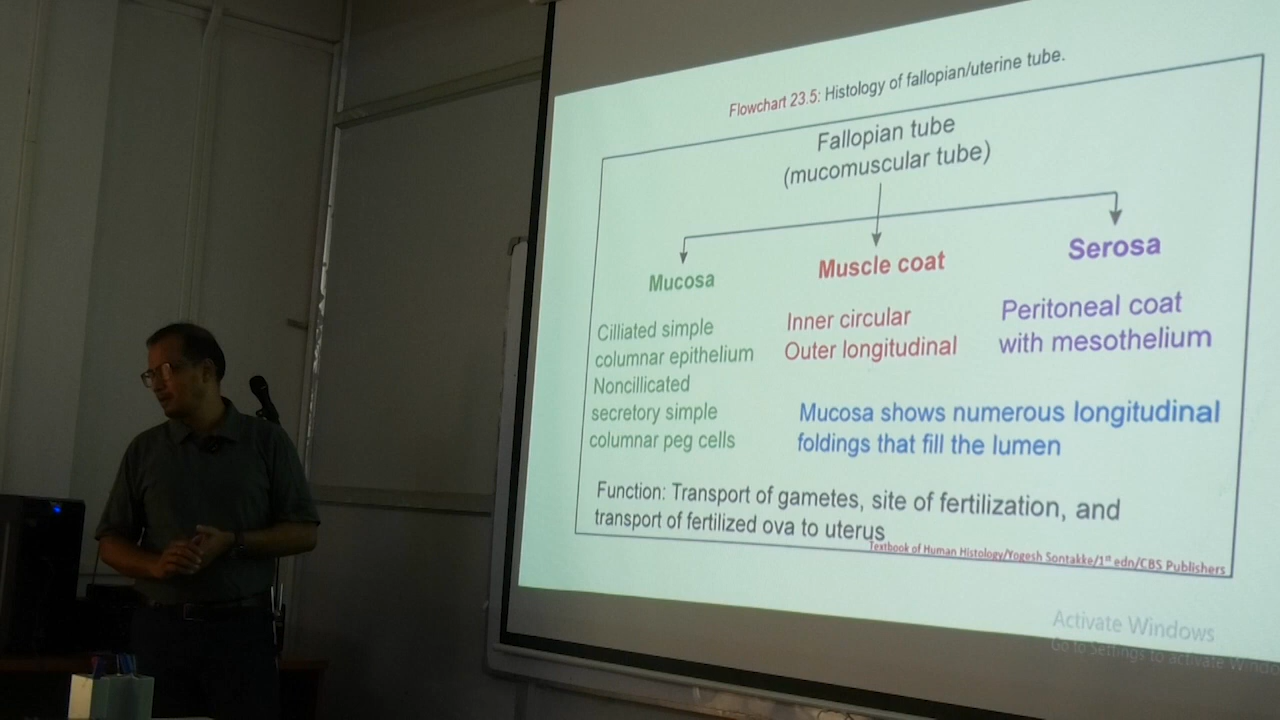 Flowchart 23.5: Histology of fallopian/uterine tube.
Fallopian tube
(mucomuscular tube)
Mucosa
Cilliated simple
columnar epithelium
Noncillicated
secretory simple
columnar peg cells
Muscle coat
Inner circular
Outer longitudinal
Serosa
Peritoneal coat
with mesothelium
Mucosa shows numerous longitudinal
foldings that fill the lumen
Function: Transport of gametes, site of fertilization, and
transport of fertilized ova to uterus
Textbook of Human Histology/Yogesh Sontakke/1st edn/CBS Publishers
Activate Windows
Go to Settings to activate Windo